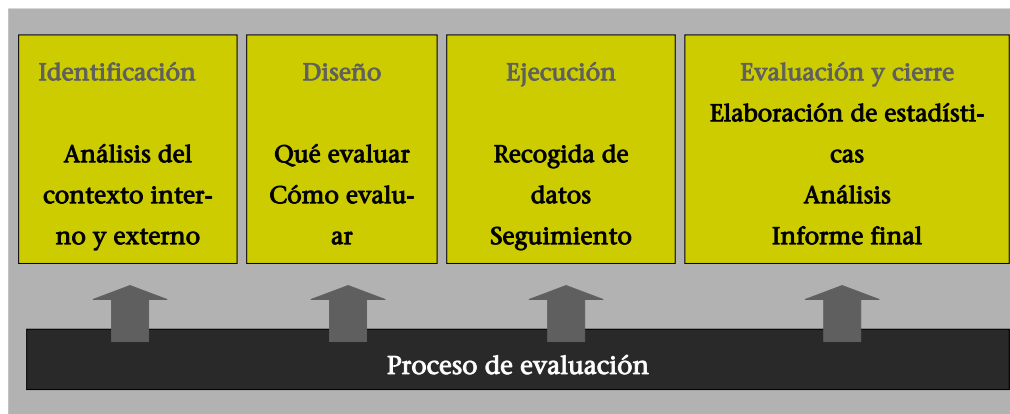 Identificación
Análisis del
contexto inter-
no y externo
Diseño
Qué evaluar
Cómo evalu-
ar
Ejecución
Recogida de
datos
Seguimiento
Evaluación y cierre
Elaboración de estadísti-
cas
Análisis
Informe final
Proceso de evaluación